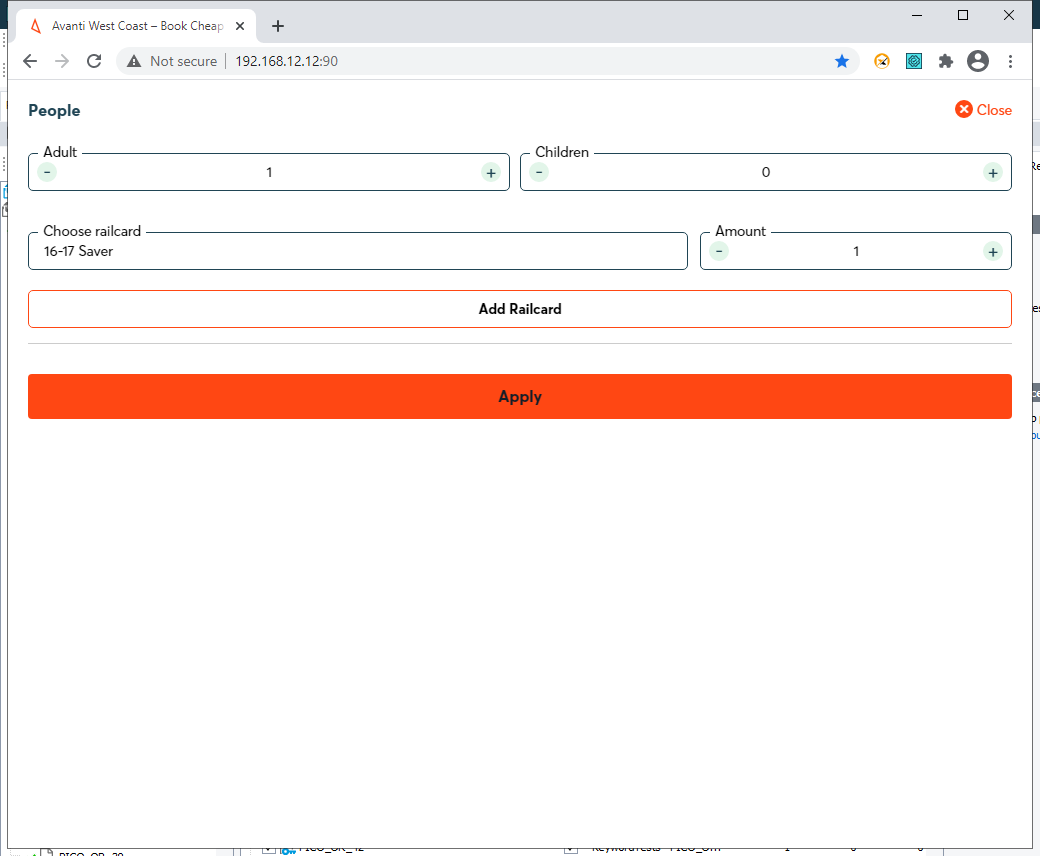 Avanti West Coast – Book Cheap
Not secure
192.168.12.12:90
People
Close
Adult
Children
- 1 +
- 0 +
Choose railcard
Amount
16-17 Saver
- 1 +
Add Railcard
Apply